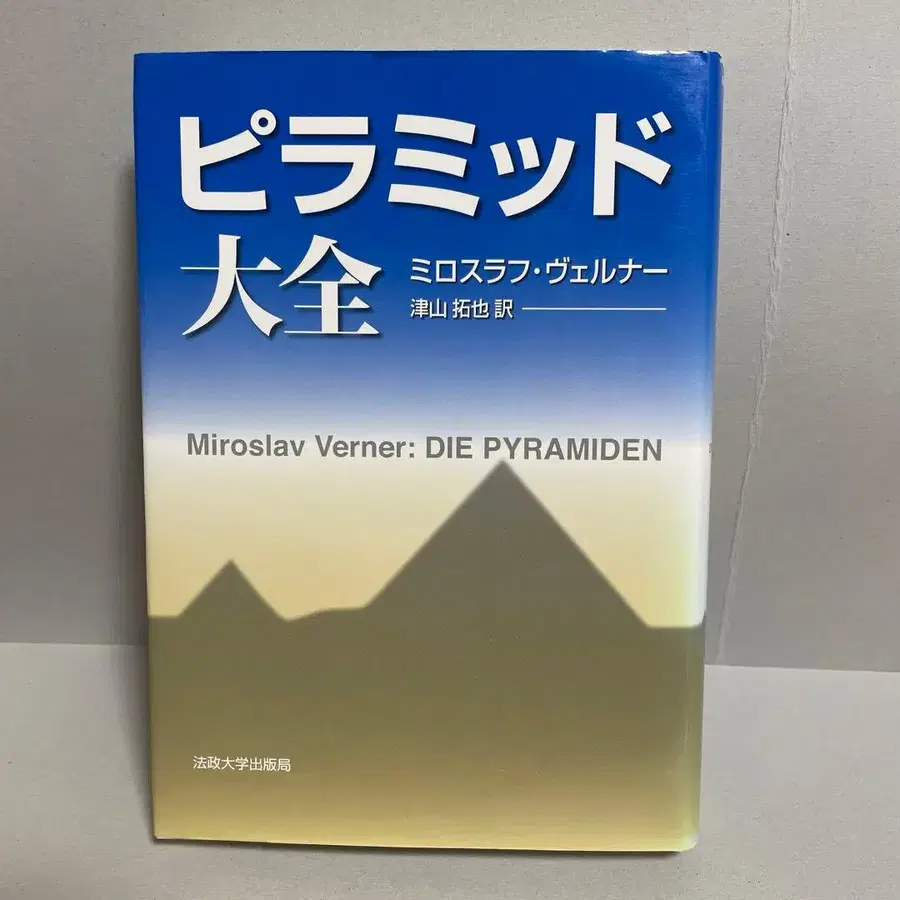 ピラミッド
大全
ミロスラフ・ヴェルナー
津山 拓也 訳
Miroslav Verner: DIE PYRAMIDEN
法政大学出版局